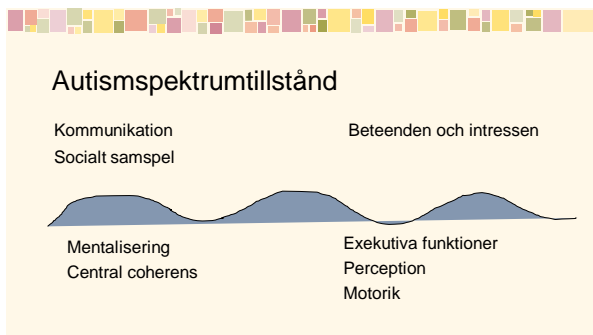 Autismspektrumtillstånd
Kommunikation
Socialt samspel
Beteenden och intressen
Mentalisering
Central coherens
Exekutiva funktioner
Perception
Motorik